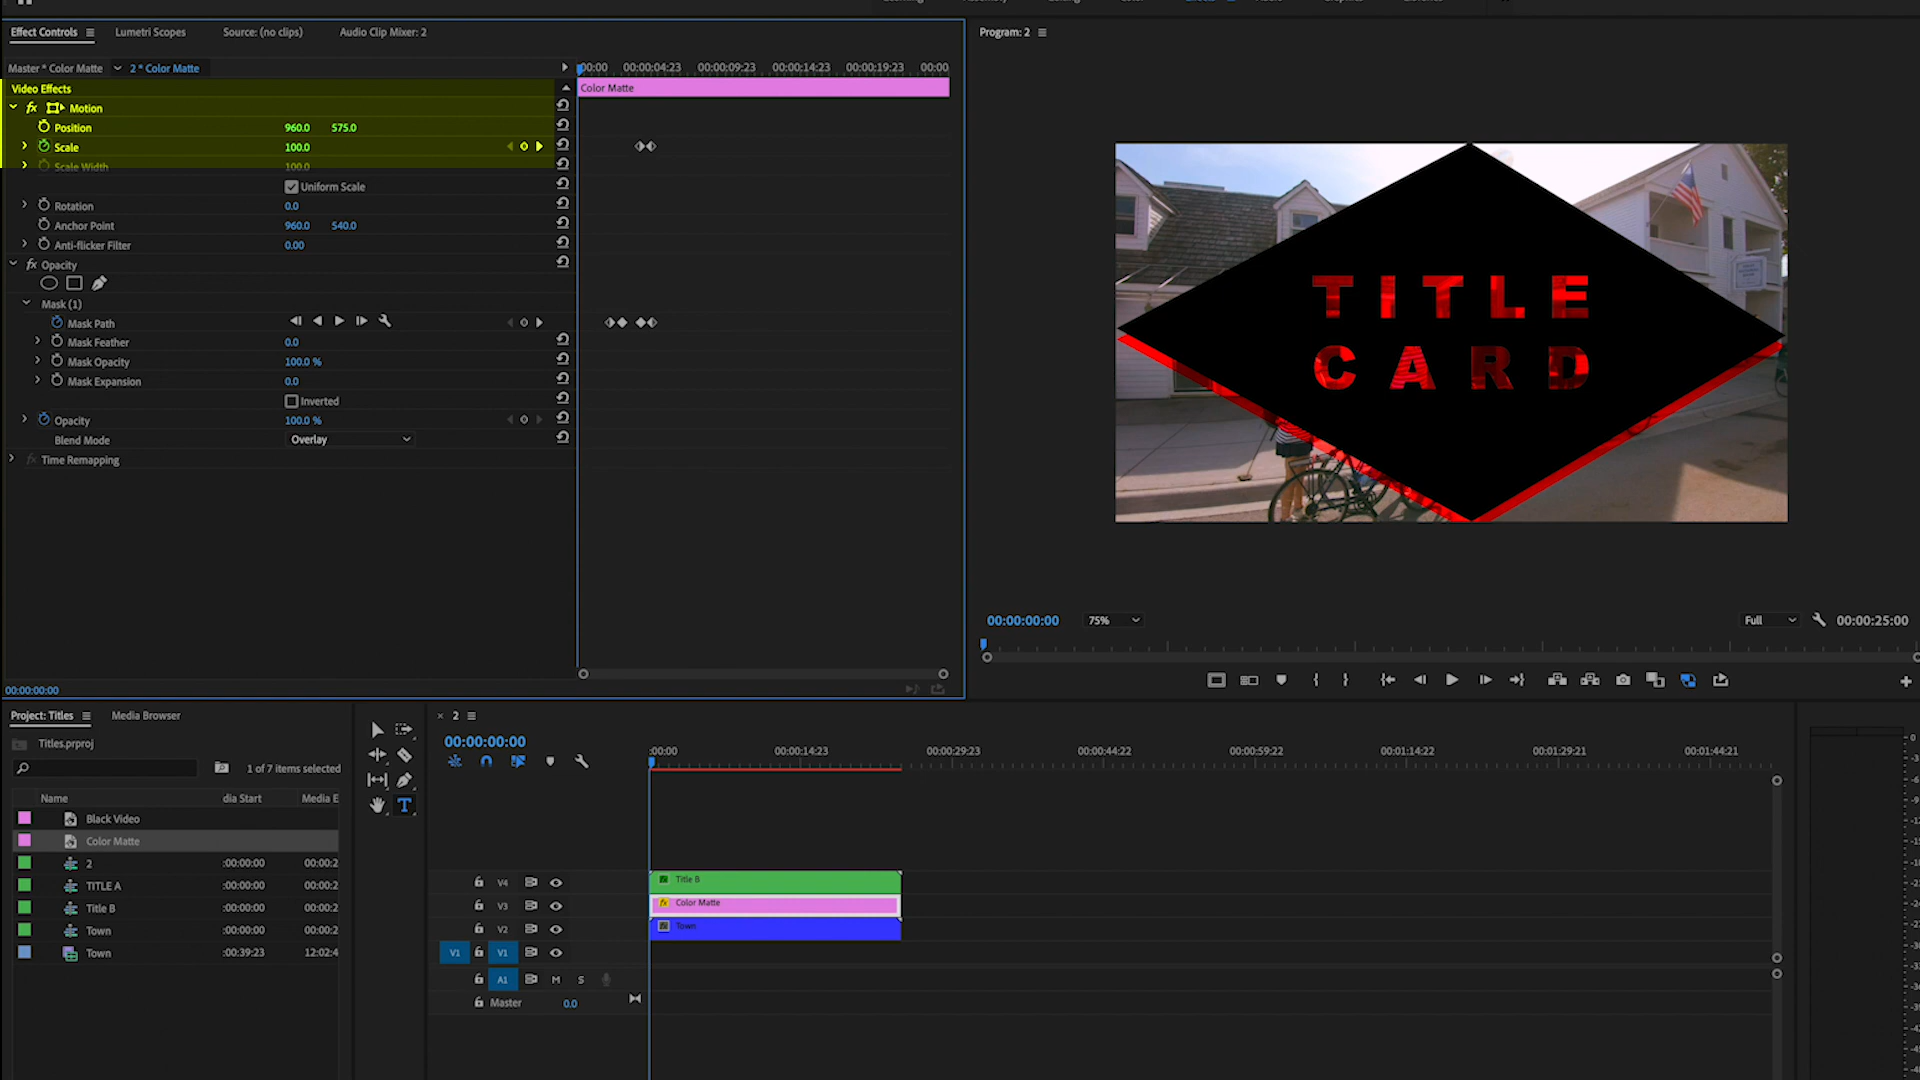 Effect Controls
Lumetri Scopes
Source: (no clips)
Audio Clip Mixer: 2
Program: 2
Master * Color Matte
2 * Color Matte
:00:00 00:00:04:23 00:00:09:23 00:00:14:23 00:00:19:23 00:00
Video Effects
Color Matte
fx Motion
Position 960.0 575.0
Scale 100.0
Scale Width 100.0
Uniform Scale
Rotation 0.0
Anchor Point 960.0 540.0
Anti-flicker Filter 0.00
fx Opacity
Mask (1)
Mask Path
Mask Feather 0.0
Mask Opacity 100.0 %
Mask Expansion 0.0
Inverted
Opacity 100.0 %
Blend Mode Overlay
fx Time Remapping
TITLE
CARD
00:00:00:00 75% Full 00:00:25:00
00:00:00:00
Project: Titles
Media Browser
Titles.prproj
1 of 7 items selected
Name dia Start Media E
Black Video
Color Matte
2 :00:00:00 00:00:2
TITLE A :00:00:00 00:00:2
Title B :00:00:00 00:00:2
Town :00:00:00 00:00:2
Town :00:39:23 12:02:4
× 2
00:00:00:00
:00:00 00:00:14:23 00:00:29:23 00:00:44:22 00:00:59:22 00:01:14:22 00:01:29:21 00:01:44:21
V4 Title B
V3 fx Color Matte
V2 Town
V1 V1
A1 M S
Master 0.0